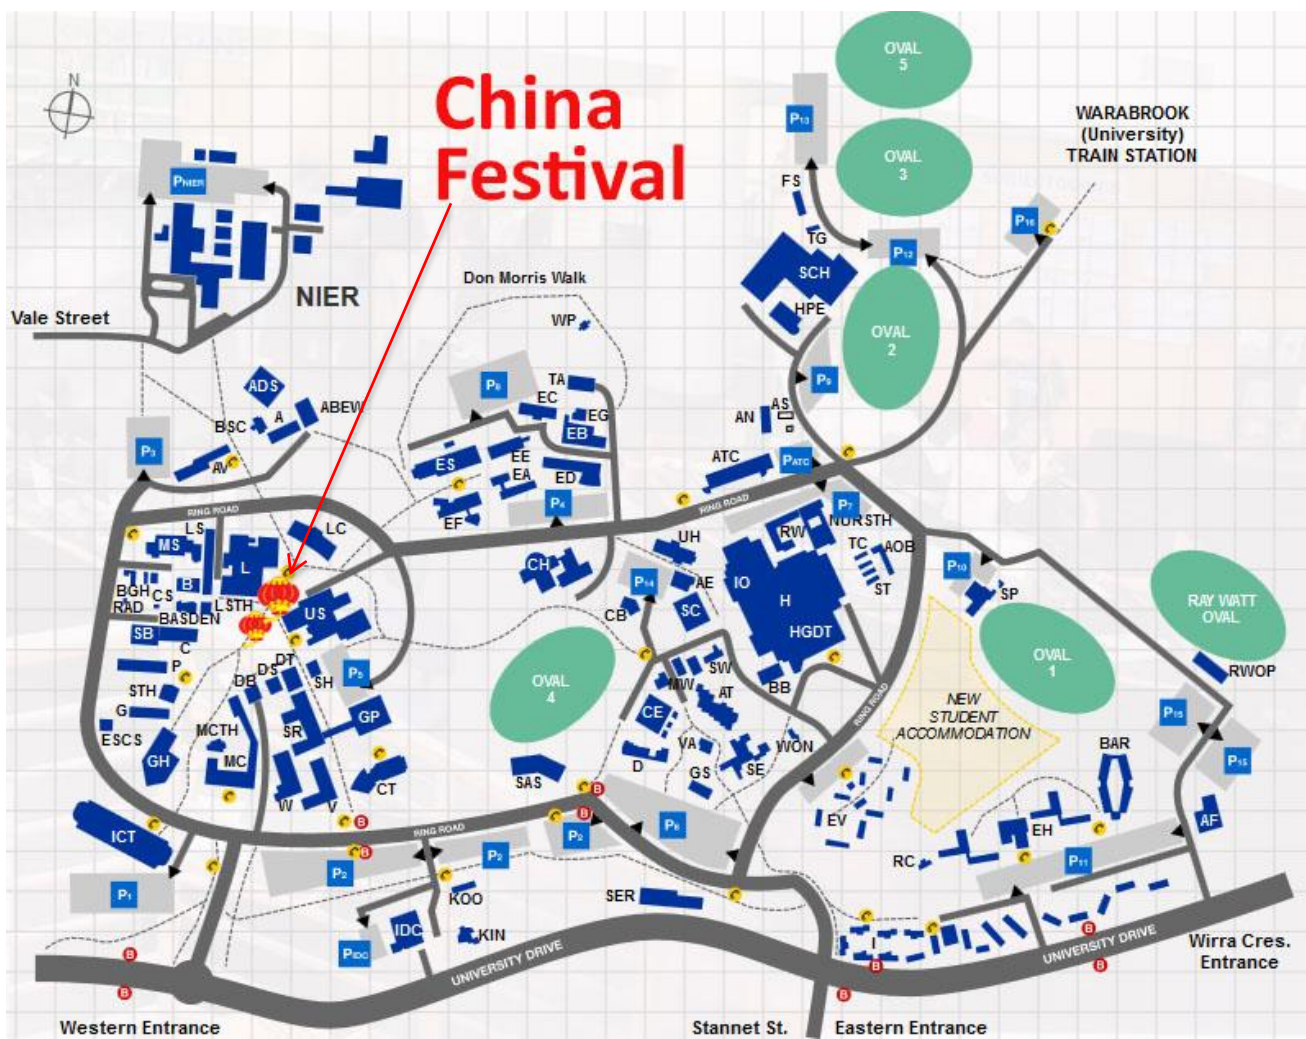 China
Festival
N
OVAL
5
P13
OVAL
3
WARABROOK
(University)
TRAIN STATION
FS
TG
P12
P16
SCH
HPE
OVAL
2
P9
PNIER
NIER
Vale Street
Don Morris Walk
WP
ADS
A
ABEW
BSC
AV
P3
P8
TA
EC
EG
EB
ES
EE
EA
ED
EF
P4
AN
AS
ATC
PATC
P7
RING ROAD
RING ROAD
LS
LC
MS
L
B
BGH
RAD
CS
LSTH
BASDEN
SB
C
US
P
STH
G
ESCS
GH
DT
DS
DB
SH
P5
GP
MCTH
MC
SR
W
V
CT
CH
UH
P14
AE
CB
SC
IO
H
HGDT
RW
NURSTH
TC
AOB
ST
P10
SP
OVAL
1
RAY WATT
OVAL
RWOP
OVAL
4
MW
SW
AT
BB
CE
D
VA
GS
SE
WON
SAS
RING ROAD
NEW
STUDENT
ACCOMMODATION
P15
P15
BAR
EV
EH
RC
AF
P11
ICT
P1
P2
RING ROAD
P2
P2
P6
KOO
IDC
PIDC
KIN
SER
I
B
B
B
B
B
B
B
B
B
B
UNIVERSITY DRIVE
UNIVERSITY DRIVE
Wirra Cres.
Entrance
Western Entrance
Stannet St.
Eastern Entrance